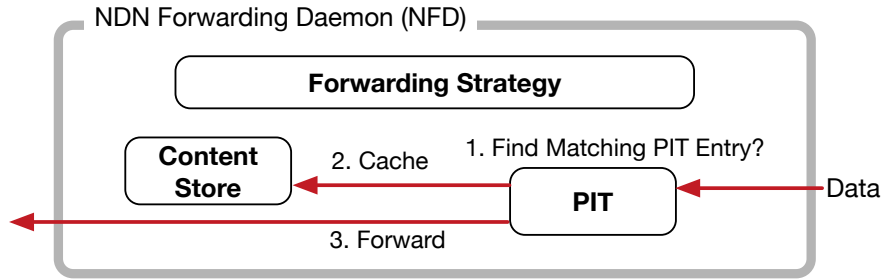 NDN Forwarding Daemon (NFD)
Forwarding Strategy
1. Find Matching PIT Entry?
Content
Store
2. Cache
PIT
Data
3. Forward